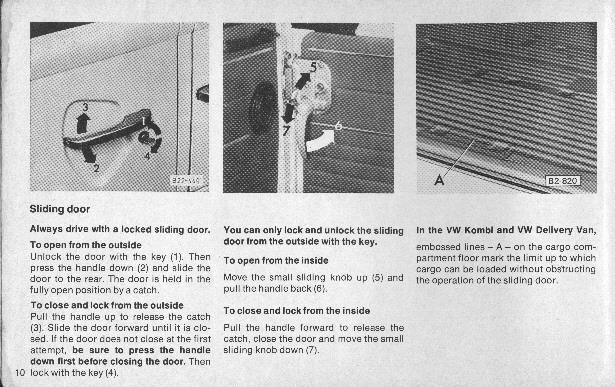 3
1
4
2
B22-440
5
7
6
A
B2-820
Sliding door
Always drive with a locked sliding door.
To open from the outside
Unlock the door with the key (1). Then
press the handle down (2) and slide the
door to the rear. The door is held in the
fully open position by a catch.
To close and lock from the outside
Pull the handle up to release the catch
(3). Slide the door forward until it is clo-
sed. If the door does not close at the first
attempt, be sure to press the handle
down first before closing the door. Then
lock with the key (4).
10
You can only lock and unlock the sliding
door from the outside with the key.
To open from the inside
Move the small sliding knob up (5) and
pull the handle back (6).
To close and lock from the inside
Pull the handle forward to release the
catch, close the door and move the small
sliding knob down (7).
In the VW Kombi and VW Delivery Van,
embossed lines – A – on the cargo com-
partment floor mark the limit up to which
cargo can be loaded without obstructing
the operation of the sliding door.